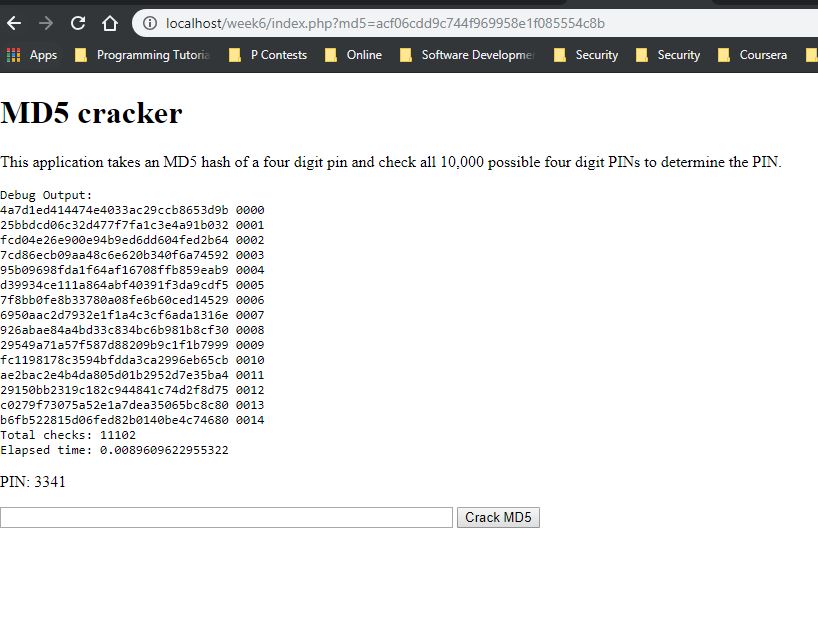 localhost/week6/index.php?md5=acf06cdd9c744f969958e1f085554c8b
Apps Programming Tutoria P Contests Online Software Developmen Security Security Coursera
MD5 cracker
This application takes an MD5 hash of a four digit pin and check all 10,000 possible four digit PINs to determine the PIN.
Debug Output:
4a7d1ed414474e4033ac29ccb8653d9b 0000
25bbdcd06c32d477f7fa1c3e4a91b032 0001
fcd04e26e900e94b9ed6dd604fed2b64 0002
7cd86ecb09aa48c6e620b340f6a74592 0003
95b09698fda1f64af16708ffb859eab9 0004
d39934ce111a864abf40391f3da9cdf5 0005
7f8bb0fe8b33780a08fe6b60ced14529 0006
6950aac2d7932e1f1a4c3cf6ada1316e 0007
926abae84a4bd33c834bc6b981b8cf30 0008
29549a71a57f587d88209b9c1f1b7999 0009
fc1198178c3594bfdda3ca2996eb65cb 0010
ae2bac2e4b4da805d01b2952d7e35ba4 0011
29150bb2319c182c944841c74d2f8d75 0012
c0279f73075a52e1a7dea35065bc8c80 0013
b6fb522815d06fed82b0140be4c74680 0014
Total checks: 11102
Elapsed time: 0.0089609622955322
PIN: 3341
Crack MD5